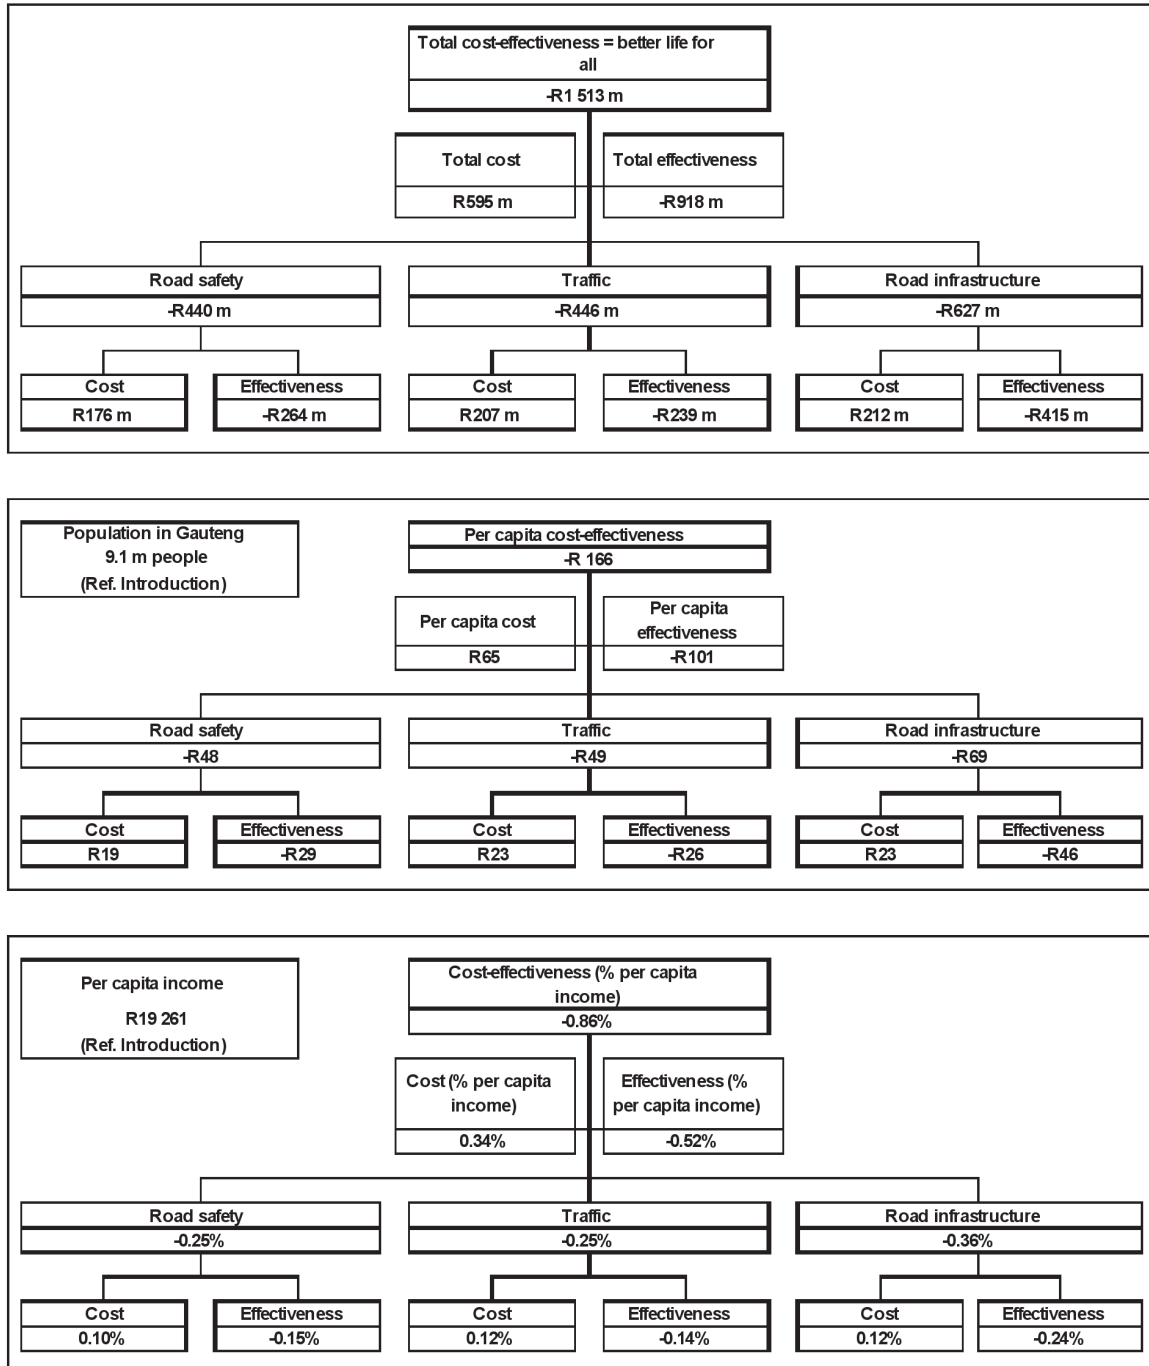 Total cost-effectiveness = better life for
all
-R1 513 m
Total cost
R595 m
Total effectiveness
-R918 m
Road safety
-R440 m
Traffic
-R446 m
Road infrastructure
-R627 m
Cost
R176 m
Effectiveness
-R264 m
Cost
R207 m
Effectiveness
-R239 m
Cost
R212 m
Effectiveness
-R415 m
Population in Gauteng
9.1 m people
(Ref. Introduction)
Per capita cost-effectiveness
-R 166
Per capita cost
R65
Per capita
effectiveness
-R101
Road safety
-R48
Traffic
-R49
Road infrastructure
-R69
Cost
R19
Effectiveness
-R29
Cost
R23
Effectiveness
-R26
Cost
R23
Effectiveness
-R46
Per capita income
R19 261
(Ref. Introduction)
Cost-effectiveness (% per capita
income)
-0.86%
Cost (% per capita
income)
0.34%
Effectiveness (%
per capita income)
-0.52%
Road safety
-0.25%
Traffic
-0.25%
Road infrastructure
-0.36%
Cost
0.10%
Effectiveness
-0.15%
Cost
0.12%
Effectiveness
-0.14%
Cost
0.12%
Effectiveness
-0.24%